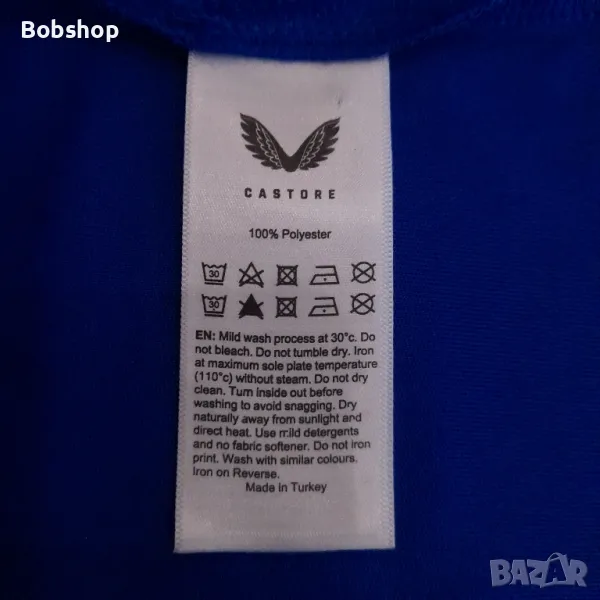 Bobshop
CASTORE
100% Polyester
30
30
EN: Mild wash process at 30°c. Do
not bleach. Do not tumble dry. Iron
at maximum sole plate temperature
(110°c) without steam. Do not dry
clean. Turn inside out before
washing to avoid snagging. Dry
naturally away from sunlight and
direct heat. Use mild detergents
and no fabric softener. Do not iron
print. Wash with similar colours.
Iron on Reverse.
Made in Turkey
BAZAR